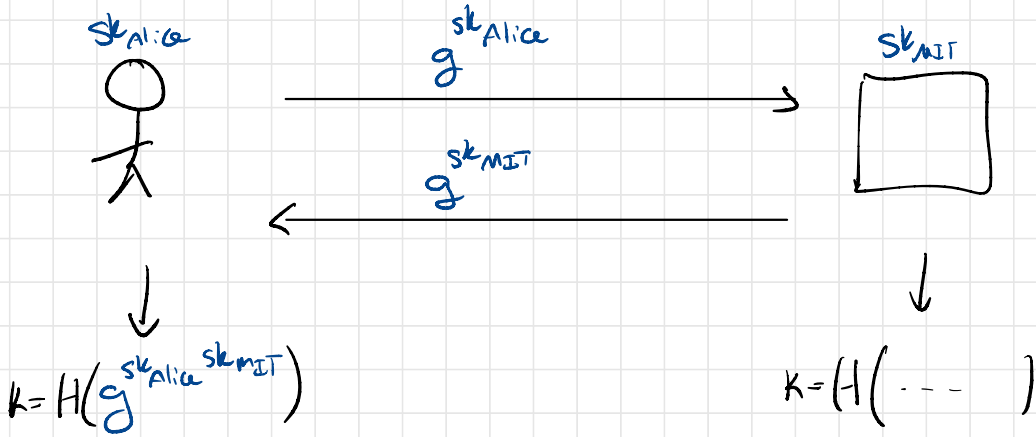 sk_Alice
g^sk_Alice
sk_MIT
g^sk_MIT
k = H(g^sk_Alice^sk_MIT)
k = H( ---- )